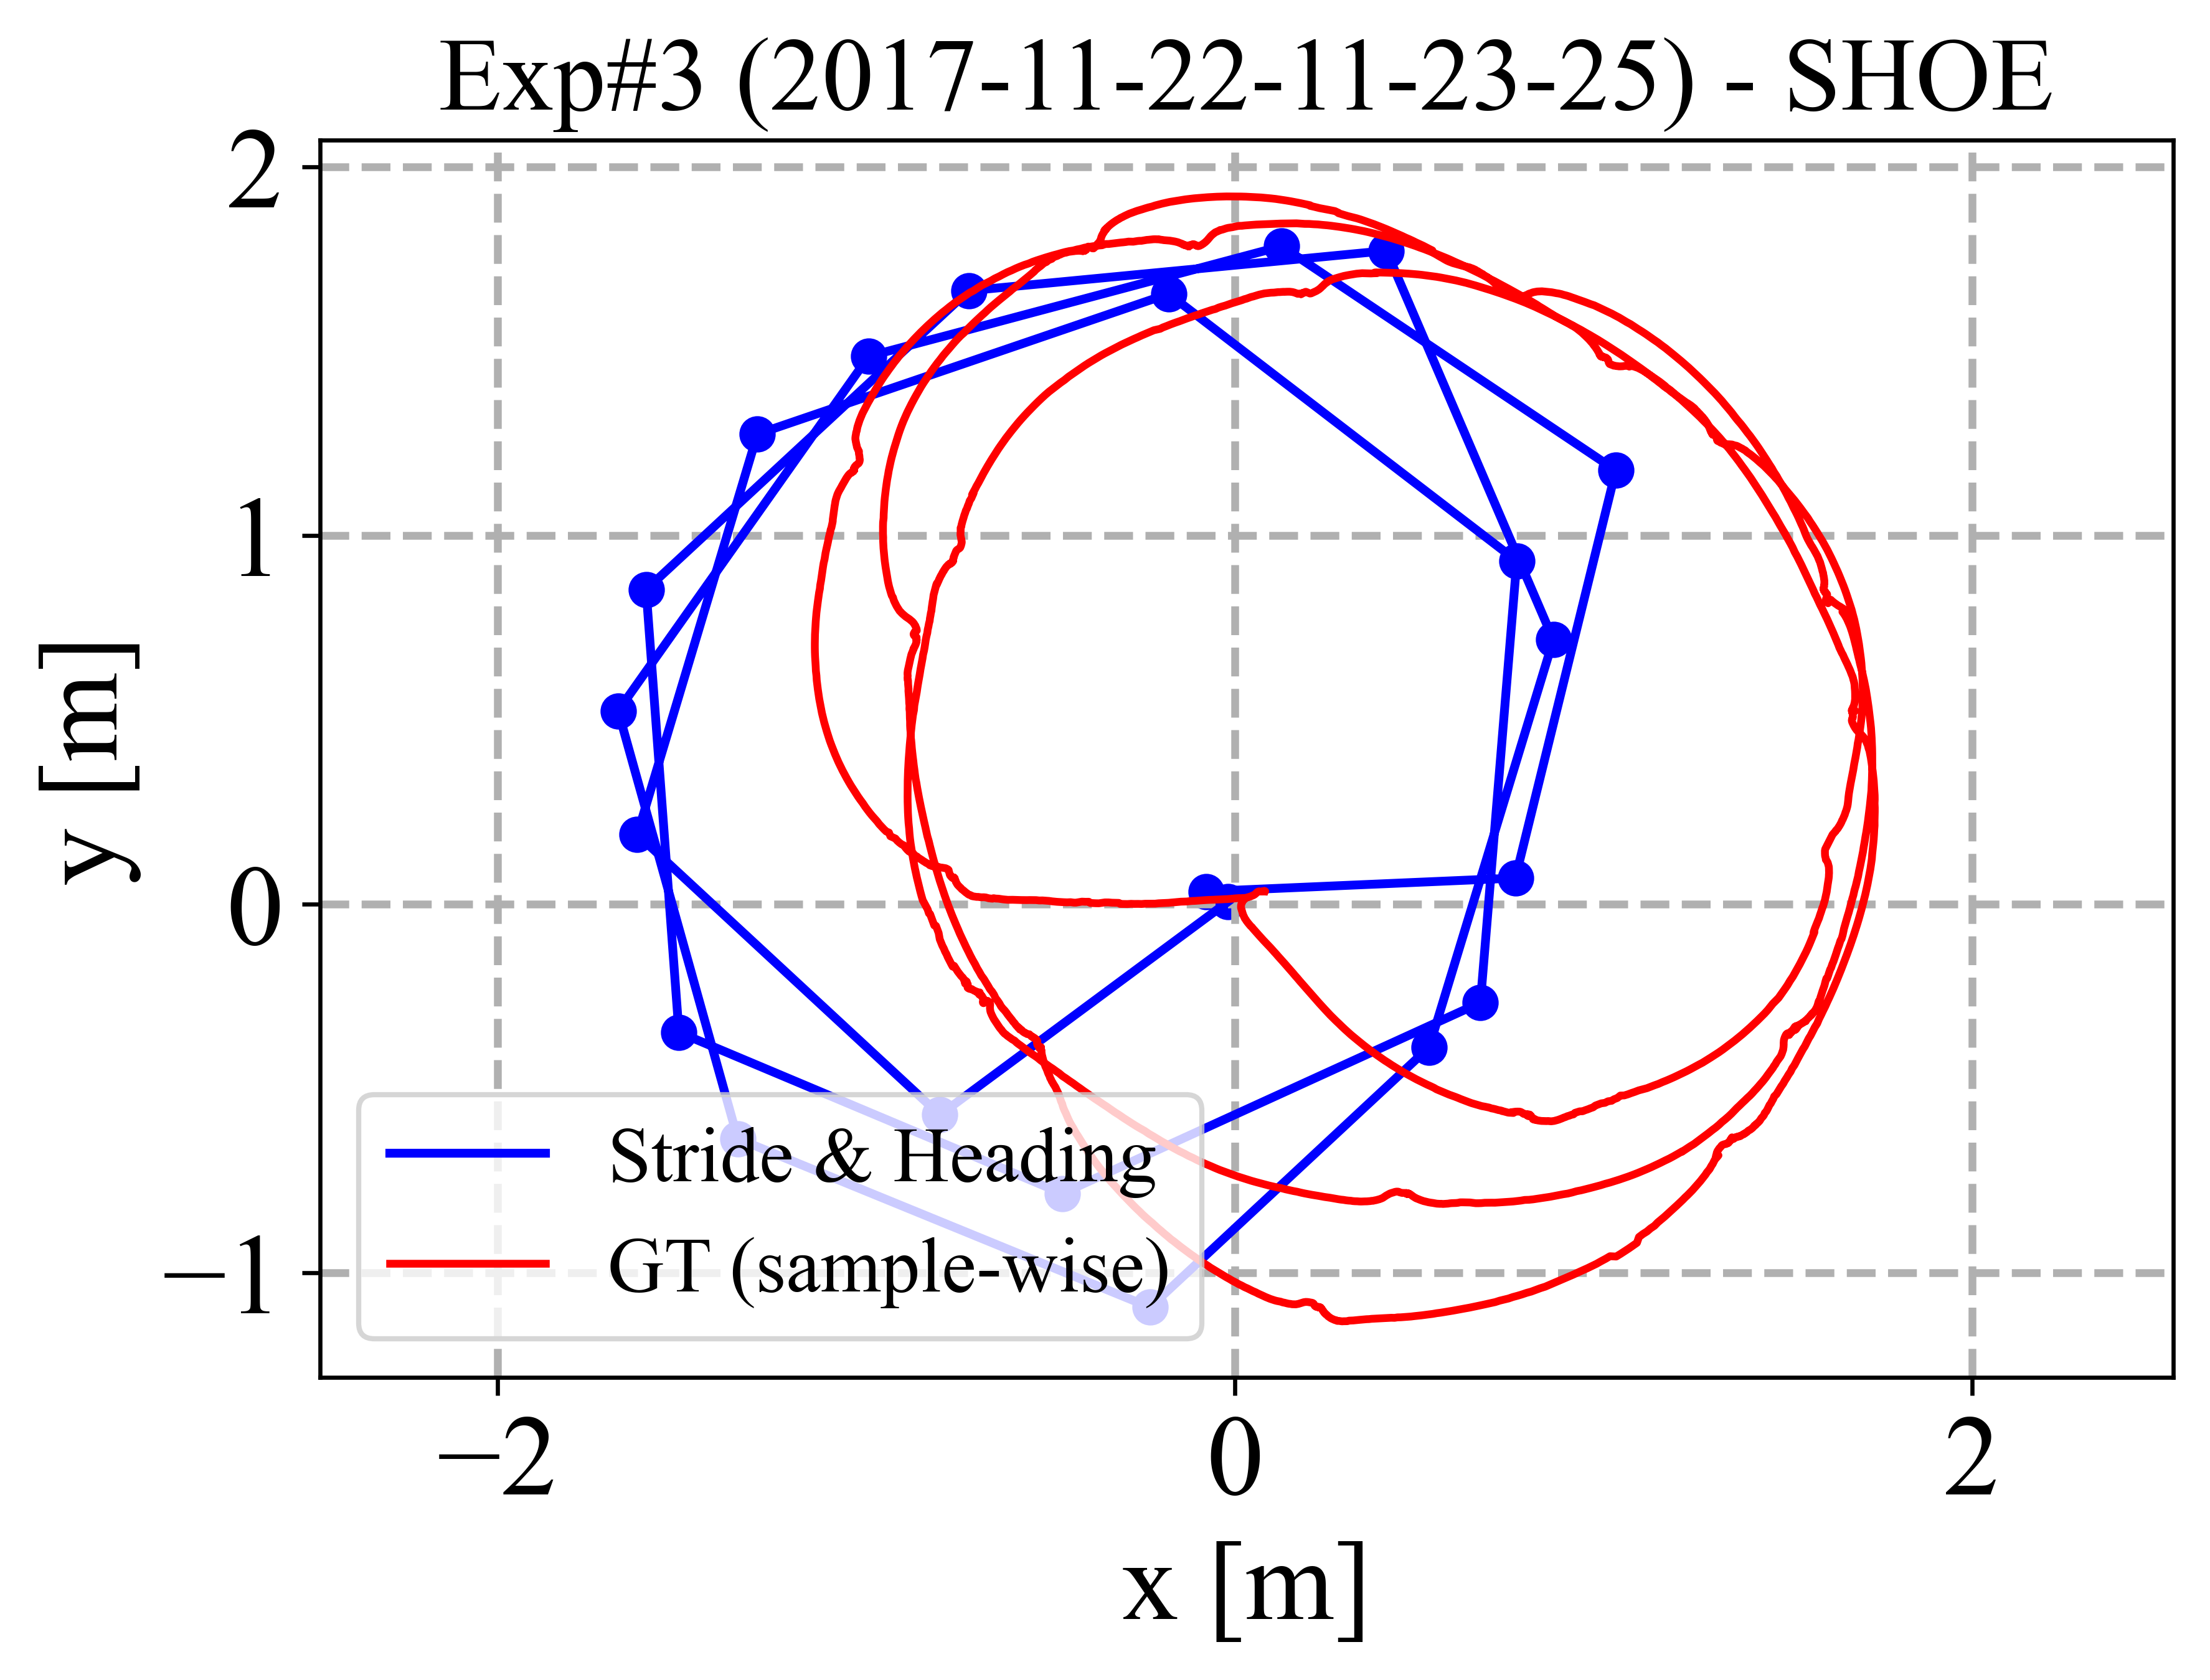 Exp#3 (2017-11-22-11-23-25) - SHOE
2
1
0
−1
y [m]
Stride & Heading
GT (sample-wise)
−2
0
2
x [m]